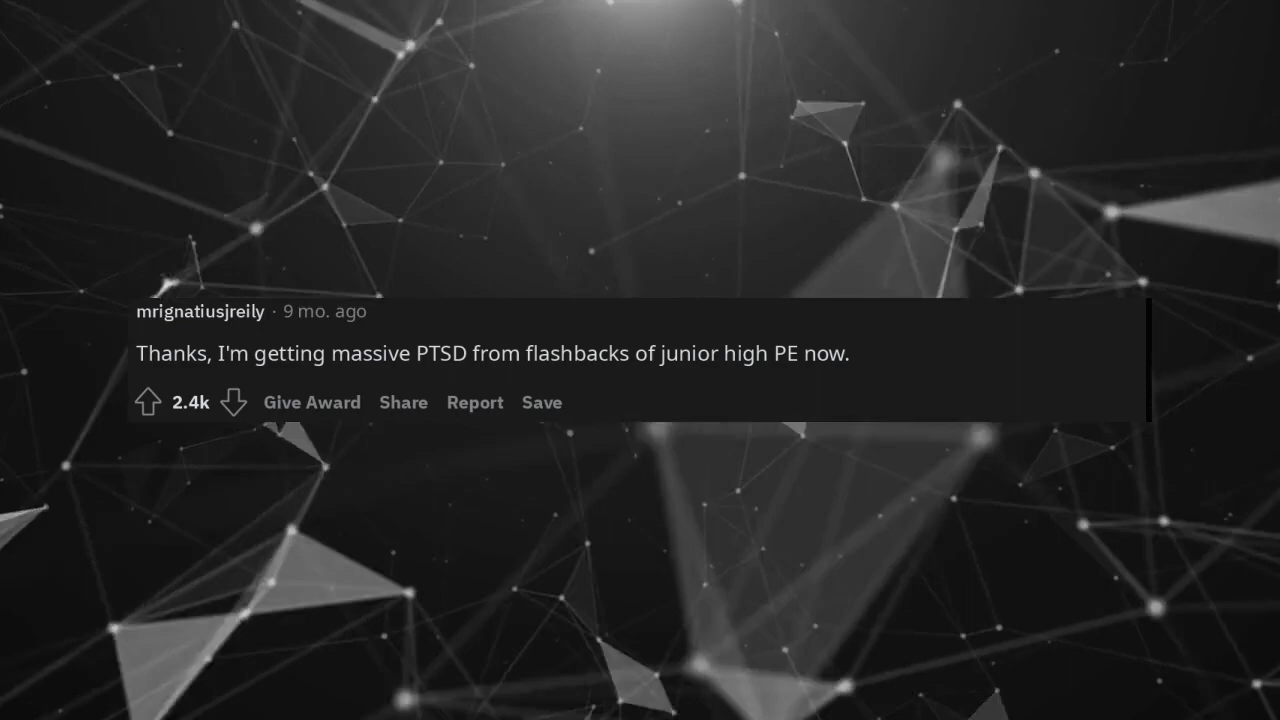 mrignatiusjreily · 9 mo. ago
Thanks, I'm getting massive PTSD from flashbacks of junior high PE now.
2.4k Give Award Share Report Save